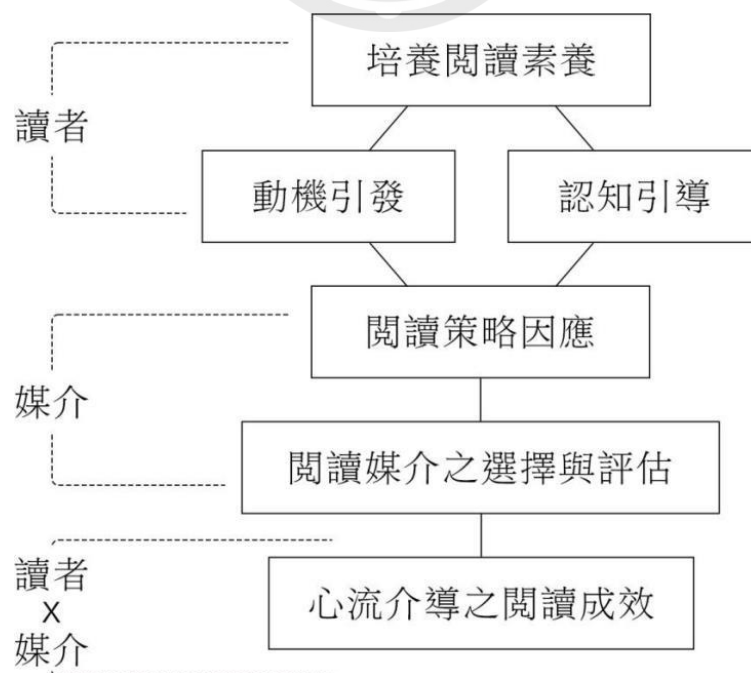 培養閱讀素養
讀者
動機引發
認知引導
閱讀策略因應
媒介
閱讀媒介之選擇與評估
讀者
X
媒介
心流介導之閱讀成效